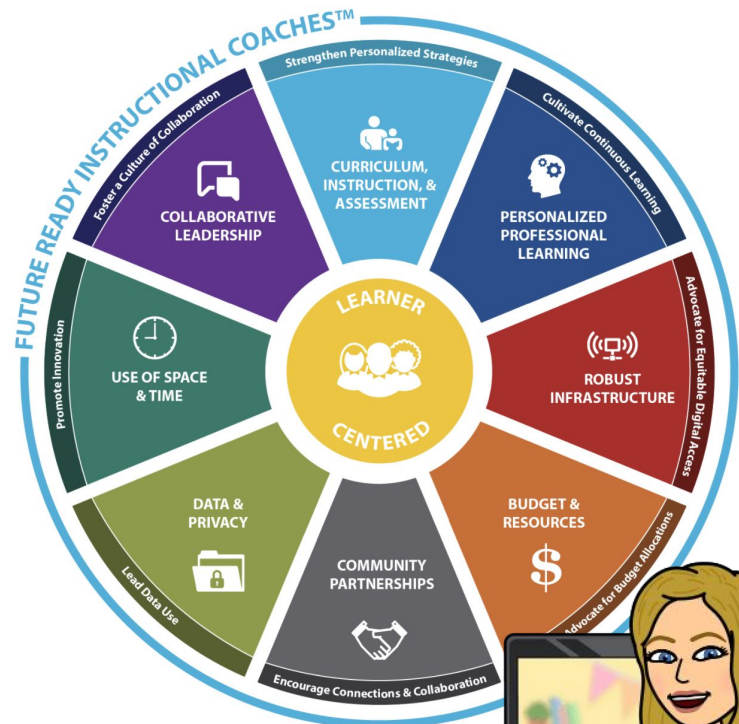 FUTURE READY INSTRUCTIONAL COACHES™
Strengthen Personalized Strategies
CURRICULUM,
INSTRUCTION, &
ASSESSMENT
Cultivate Continuous Learning
PERSONALIZED
PROFESSIONAL
LEARNING
Advocate for Equitable Digital Access
ROBUST
INFRASTRUCTURE
Advocate for Budget Allocations
BUDGET &
RESOURCES
$
Encourage Connections & Collaboration
COMMUNITY
PARTNERSHIPS
Lead Data Use
DATA &
PRIVACY
Promote Innovation
USE OF SPACE
& TIME
Foster a Culture of Collaboration
COLLABORATIVE
LEADERSHIP
LEARNER
CENTERED